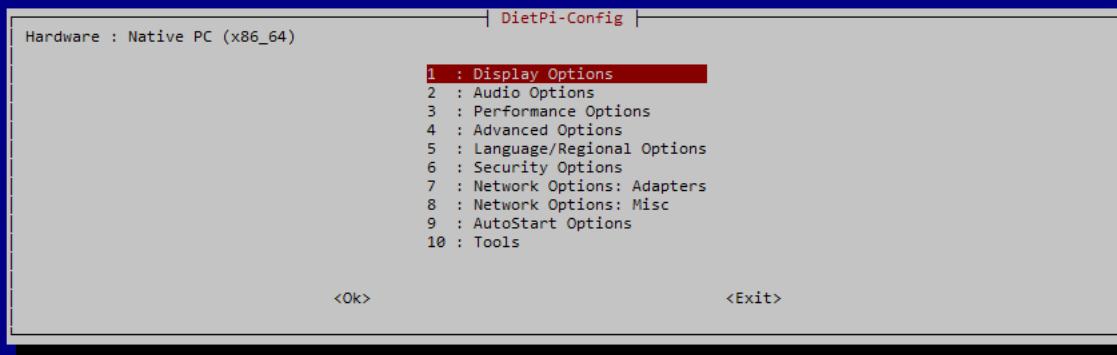 DietPi-Config
Hardware : Native PC (x86_64)
1 : Display Options
2 : Audio Options
3 : Performance Options
4 : Advanced Options
5 : Language/Regional Options
6 : Security Options
7 : Network Options: Adapters
8 : Network Options: Misc
9 : AutoStart Options
10 : Tools
<Ok> <Exit>